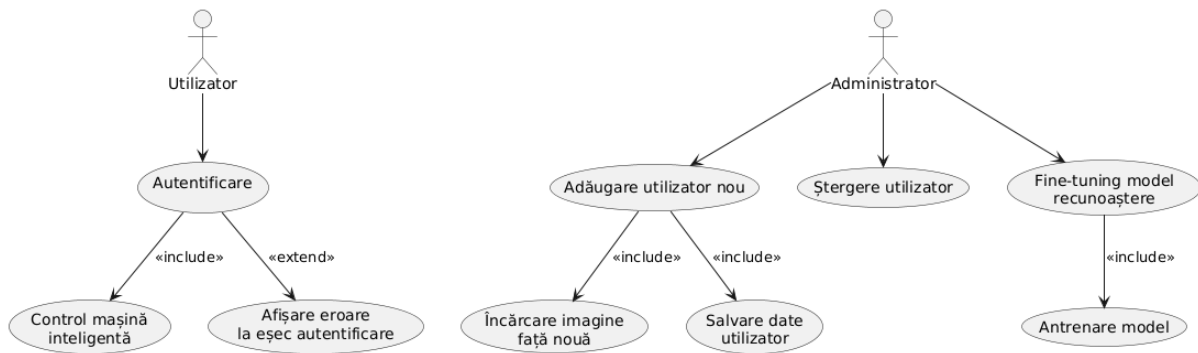 Utilizator
Administrator
Autentificare
Adăugare utilizator nou
Ștergere utilizator
Fine-tuning model
recunoaștere
«include»
«extend»
«include»
«include»
«include»
Control mașină
inteligentă
Afișare eroare
la eșec autentificare
Încărcare imagine
față nouă
Salvare date
utilizator
Antrenare model